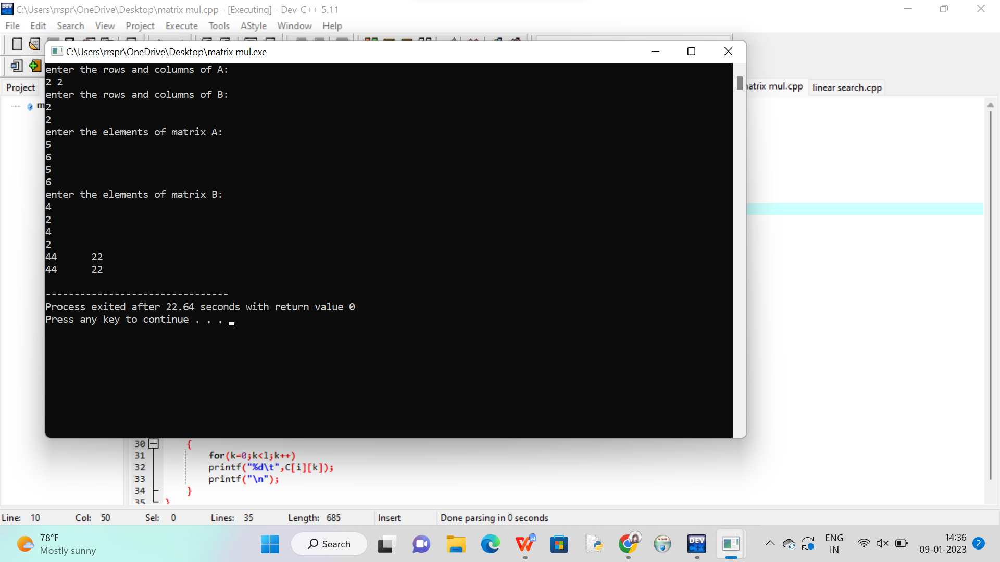 C:\Users\rrspr\OneDrive\Desktop\matrix mul.cpp - [Executing] - Dev-C++ 5.11
File Edit Search View Project Execute Tools AStyle Window Help
C:\Users\rrspr\OneDrive\Desktop\matrix mul.exe
enter the rows and columns of A:
2 2
enter the rows and columns of B:
2
2
enter the elements of matrix A:
5
6
5
6
enter the elements of matrix B:
4
2
4
2
44 22
44 22
--------------------------------
Process exited after 22.64 seconds with return value 0
Press any key to continue . . .
Project
mul.cpp linear search.cpp
30 {
31 for(k=0;k<l;k++)
32 printf("%d\t",C[i][k]);
33 printf("\n");
34 }
35 }
Line: 10 Col: 50 Sel: 0 Lines: 35 Length: 685 Insert Done parsing in 0 seconds
78°F
Mostly sunny
Search
DEV
C++
ENG
IN
14:36
09-01-2023
2